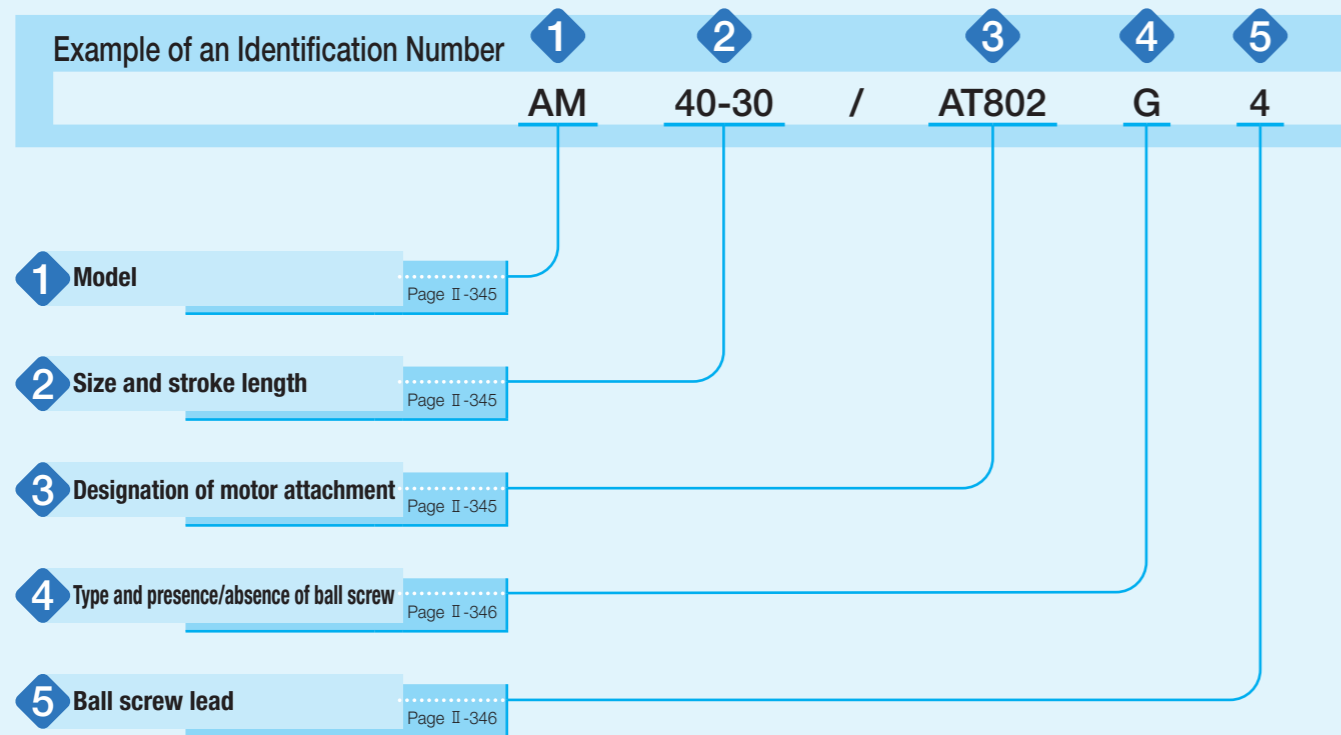 Example of an Identification Number
1 2 3 4 5
AM 40-30 / AT802 G 4
1 Model
Page Ⅱ-345
2 Size and stroke length
Page Ⅱ-345
3 Designation of motor attachment
Page Ⅱ-345
4 Type and presence/absence of ball screw
Page Ⅱ-346
5 Ball screw lead
Page Ⅱ-346